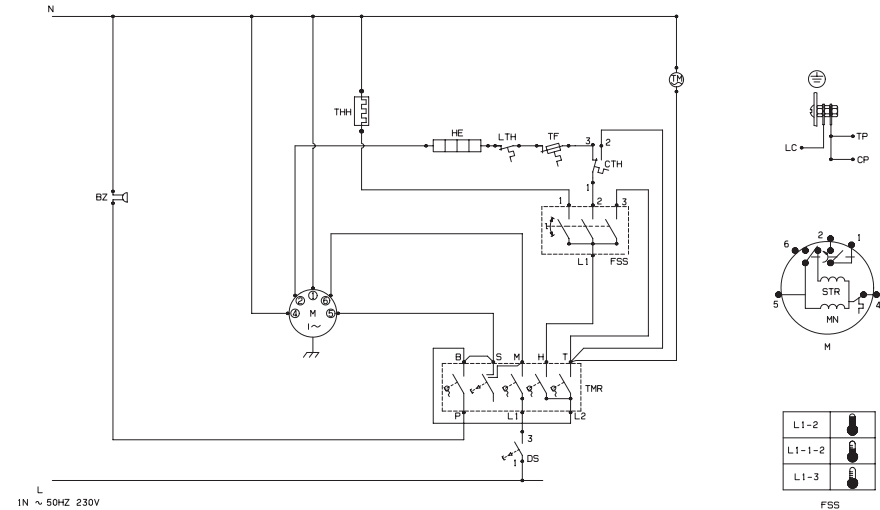 N
TM
THH
HE
LTH
TF
3
2
CTH
1
BZ
1
2
3
L1
FSS
2
1
6
4
M
5
1~
B
S
M
H
T
TMR
P
L1
L2
3
1
DS
L
1N ~ 50HZ 230V
LC
TP
CP
2
1
6
STR
5
4
MN
M
L1-2
L1-1-2
L1-3
FSS